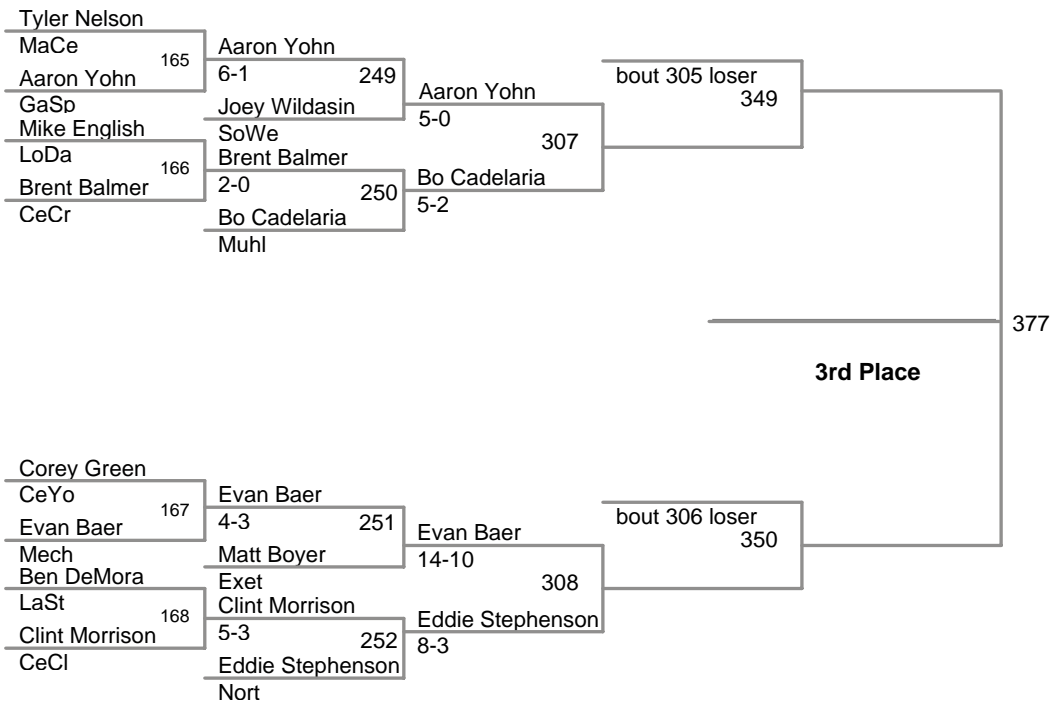 Tyler Nelson
MaCe
165
Aaron Yohn
GaSp
Aaron Yohn
6-1
249
Joey Wildasin
SoWe
Mike English
LoDa
166
Brent Balmer
CeCr
Brent Balmer
2-0
250
Bo Cadelaria
Muhl
Aaron Yohn
5-0
307
Bo Cadelaria
5-2
bout 305 loser
349
377
3rd Place
Corey Green
CeYo
167
Evan Baer
Mech
Evan Baer
4-3
251
Matt Boyer
Exet
Ben DeMora
LaSt
168
Clint Morrison
CeCl
Clint Morrison
5-3
252
Eddie Stephenson
Nort
Evan Baer
14-10
308
Eddie Stephenson
8-3
bout 306 loser
350